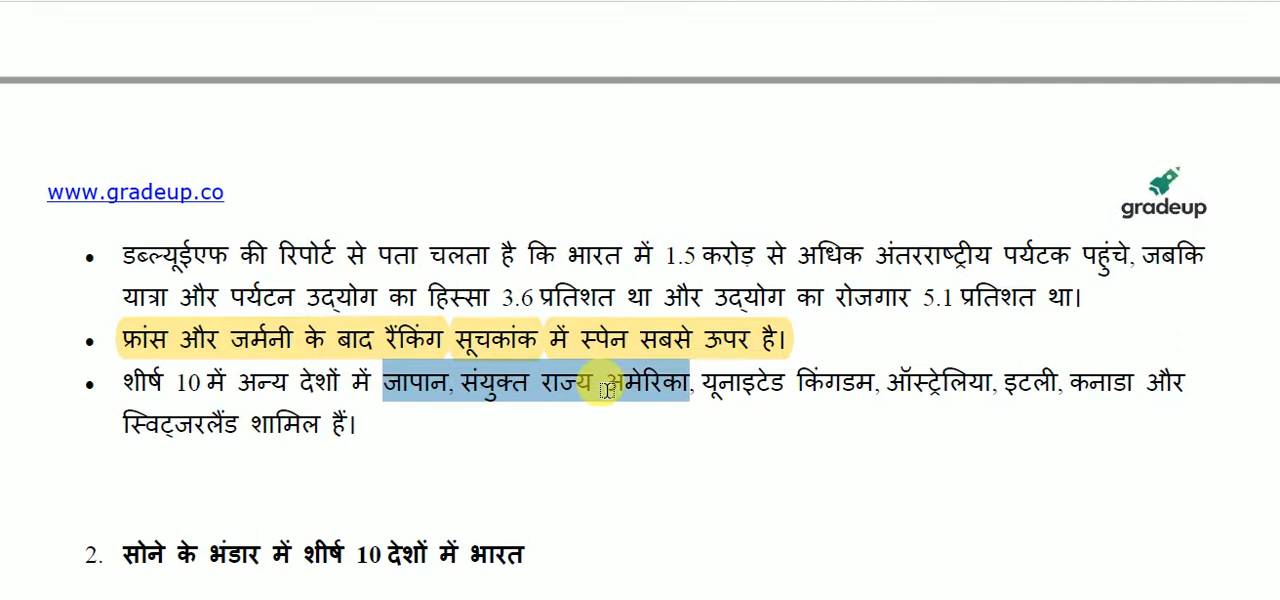 www.gradeup.co
gradeup
• डब्ल्यूईएफ की रिपोर्ट से पता चलता है कि भारत में 1.5 करोड़ से अधिक अंतरराष्ट्रीय पर्यटक पहुंचे, जबकि
यात्रा और पर्यटन उद्योग का हिस्सा 3.6 प्रतिशत था और उद्योग का रोजगार 5.1 प्रतिशत था।
• फ्रांस और जर्मनी के बाद रैंकिंग सूचकांक में स्पेन सबसे ऊपर है।
• शीर्ष 10 में अन्य देशों में जापान, संयुक्त राज्य अमेरिका, यूनाइटेड किंगडम, ऑस्ट्रेलिया, इटली, कनाडा और
स्विट्जरलैंड शामिल हैं।
2. सोने के भंडार में शीर्ष 10 देशों में भारत